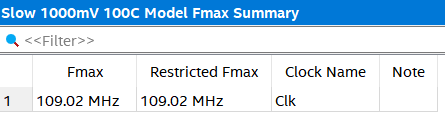 Slow 1000mV 100C Model Fmax Summary
<<Filter>>
Fmax Restricted Fmax Clock Name Note
1 109.02 MHz 109.02 MHz Clk